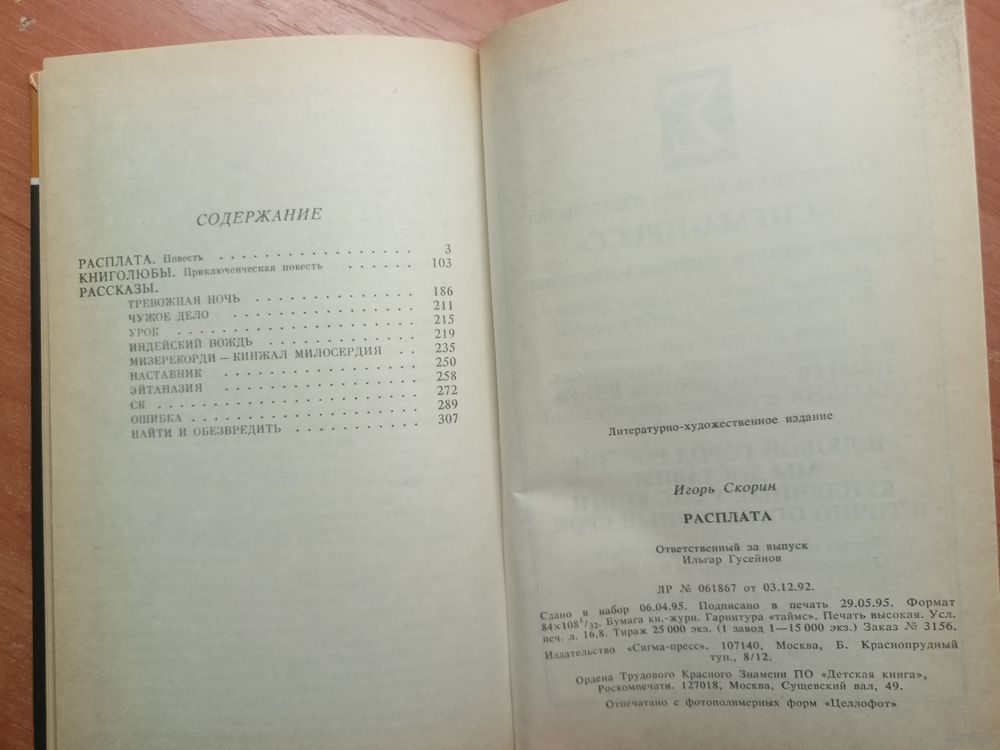 СОДЕРЖАНИЕ
РАСПЛАТА. Повесть . . . . . . . . . . . . . . 3
КНИГОЛЮБЫ. Приключенческая повесть . . . . . . 103
РАССКАЗЫ.
ТРЕВОЖНАЯ НОЧЬ . . . . . . . . . . . 186
ЧУЖОЕ ДЕЛО . . . . . . . . . . . . 211
УРОК . . . . . . . . . . . . . . . 215
ИНДЕЙСКИЙ ВОЖДЬ . . . . . . . . . . 219
МИЗЕРЕКОРДИ — КИНЖАЛ МИЛОСЕРДИЯ . . 235
НАСТАВНИК . . . . . . . . . . . . . 250
ЭЙТАНАЗИЯ . . . . . . . . . . . . . 258
СК . . . . . . . . . . . . . . . . . 272
ОШИБКА . . . . . . . . . . . . . . . 289
НАЙТИ И ОБЕЗВРЕДИТЬ . . . . . . . . 307
Литературно-художественное издание
Игорь Скорин
РАСПЛАТА
Ответственный за выпуск
Ильгар Гусейнов
ЛР № 061867 от 03.12.92.
Сдано в набор 06.04.95. Подписано в печать 29.05.95. Формат
84×108 1/32. Бумага кн.-журн. Гарнитура «таймс». Печать высокая. Усл.
печ. л. 16,8. Тираж 25 000 экз. (1 завод 1—15 000 экз.) Заказ № 3156.
Издательство «Сигма-пресс». 107140, Москва, Б. Краснопрудный
туп., 8/12.
Ордена Трудового Красного Знамени ПО «Детская книга»,
Роскомпечати. 127018, Москва, Сущевский вал, 49.
Отпечатано с фотополимерных форм «Целлофот»